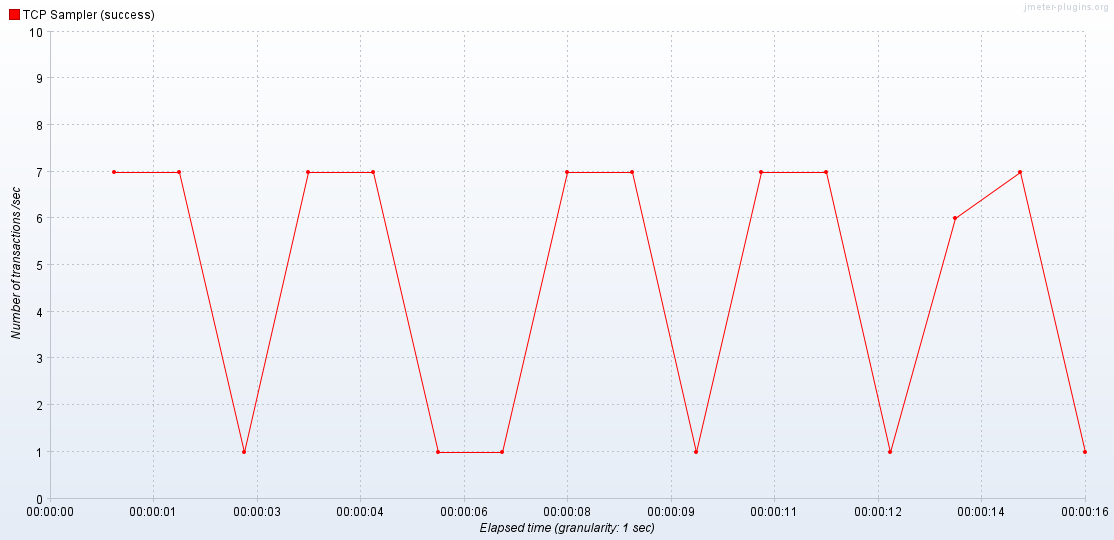 jmeter-plugins.org
TCP Sampler (success)
10
9
8
7
6
5
4
3
2
1
0
Number of transactions /sec
00:00:00 00:00:01 00:00:03 00:00:04 00:00:06 00:00:08 00:00:09 00:00:11 00:00:12 00:00:14 00:00:16
Elapsed time (granularity: 1 sec)